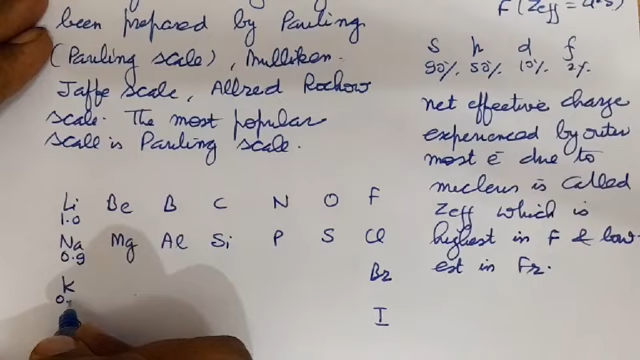 been prepared by Pauling
(Pauling scale), Mulliken-
Jaffe scale, Allred Rochow
scale. The most popular
scale is Pauling scale.
F (Zeff =
s p d f
90%. 50%. 10%. 2%.
net effective charge
experienced by outer
most e- due to
nucleus is called
Zeff which is
highest in F & low-
est in Fr.
Li Be B C N O F
1.0
Na Mg Al Si P S Cl
0.9
K Br
0.
I